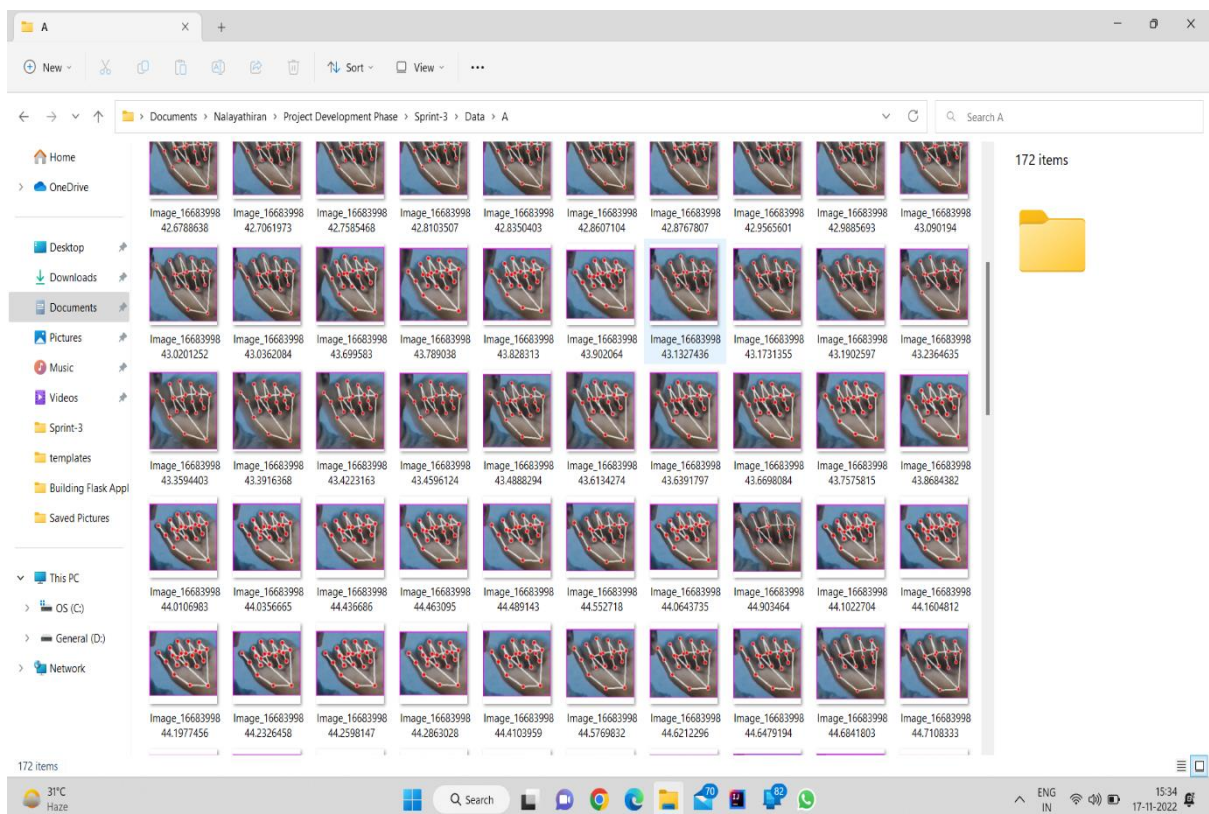 A
New
Sort
View
Documents > Nalayathiran > Project Development Phase > Sprint-3 > Data > A
Search A
Home
OneDrive
Desktop
Downloads
Documents
Pictures
Music
Videos
Sprint-3
templates
Building Flask Appl
Saved Pictures
This PC
OS (C:)
General (D:)
Network
172 items
Image_16683998 Image_16683998 Image_16683998 Image_16683998 Image_16683998 Image_16683998 Image_16683998 Image_16683998 Image_16683998 Image_16683998
42.6788638 42.7061973 42.7585468 42.8103507 42.8350403 42.8607104 42.8767807 42.9565601 42.9885693 43.090194
Image_16683998 Image_16683998 Image_16683998 Image_16683998 Image_16683998 Image_16683998 Image_16683998 Image_16683998 Image_16683998 Image_16683998
43.0201252 43.0362084 43.699583 43.789038 43.828313 43.902064 43.1327436 43.1731355 43.1902597 43.2364635
Image_16683998 Image_16683998 Image_16683998 Image_16683998 Image_16683998 Image_16683998 Image_16683998 Image_16683998 Image_16683998 Image_16683998
43.3594403 43.3916368 43.4223163 43.4596124 43.4888294 43.6134274 43.6391797 43.6698084 43.7575815 43.8684382
Image_16683998 Image_16683998 Image_16683998 Image_16683998 Image_16683998 Image_16683998 Image_16683998 Image_16683998 Image_16683998 Image_16683998
44.0106983 44.0356665 44.436686 44.463095 44.489143 44.552718 44.0643735 44.903464 44.1022704 44.1604812
Image_16683998 Image_16683998 Image_16683998 Image_16683998 Image_16683998 Image_16683998 Image_16683998 Image_16683998 Image_16683998 Image_16683998
44.1977456 44.2326458 44.2598147 44.2863028 44.4103959 44.5769832 44.6212296 44.6479194 44.6841803 44.7108333
172 items
31°C
Haze
Search
70
82
ENG
IN
15:34
17-11-2022